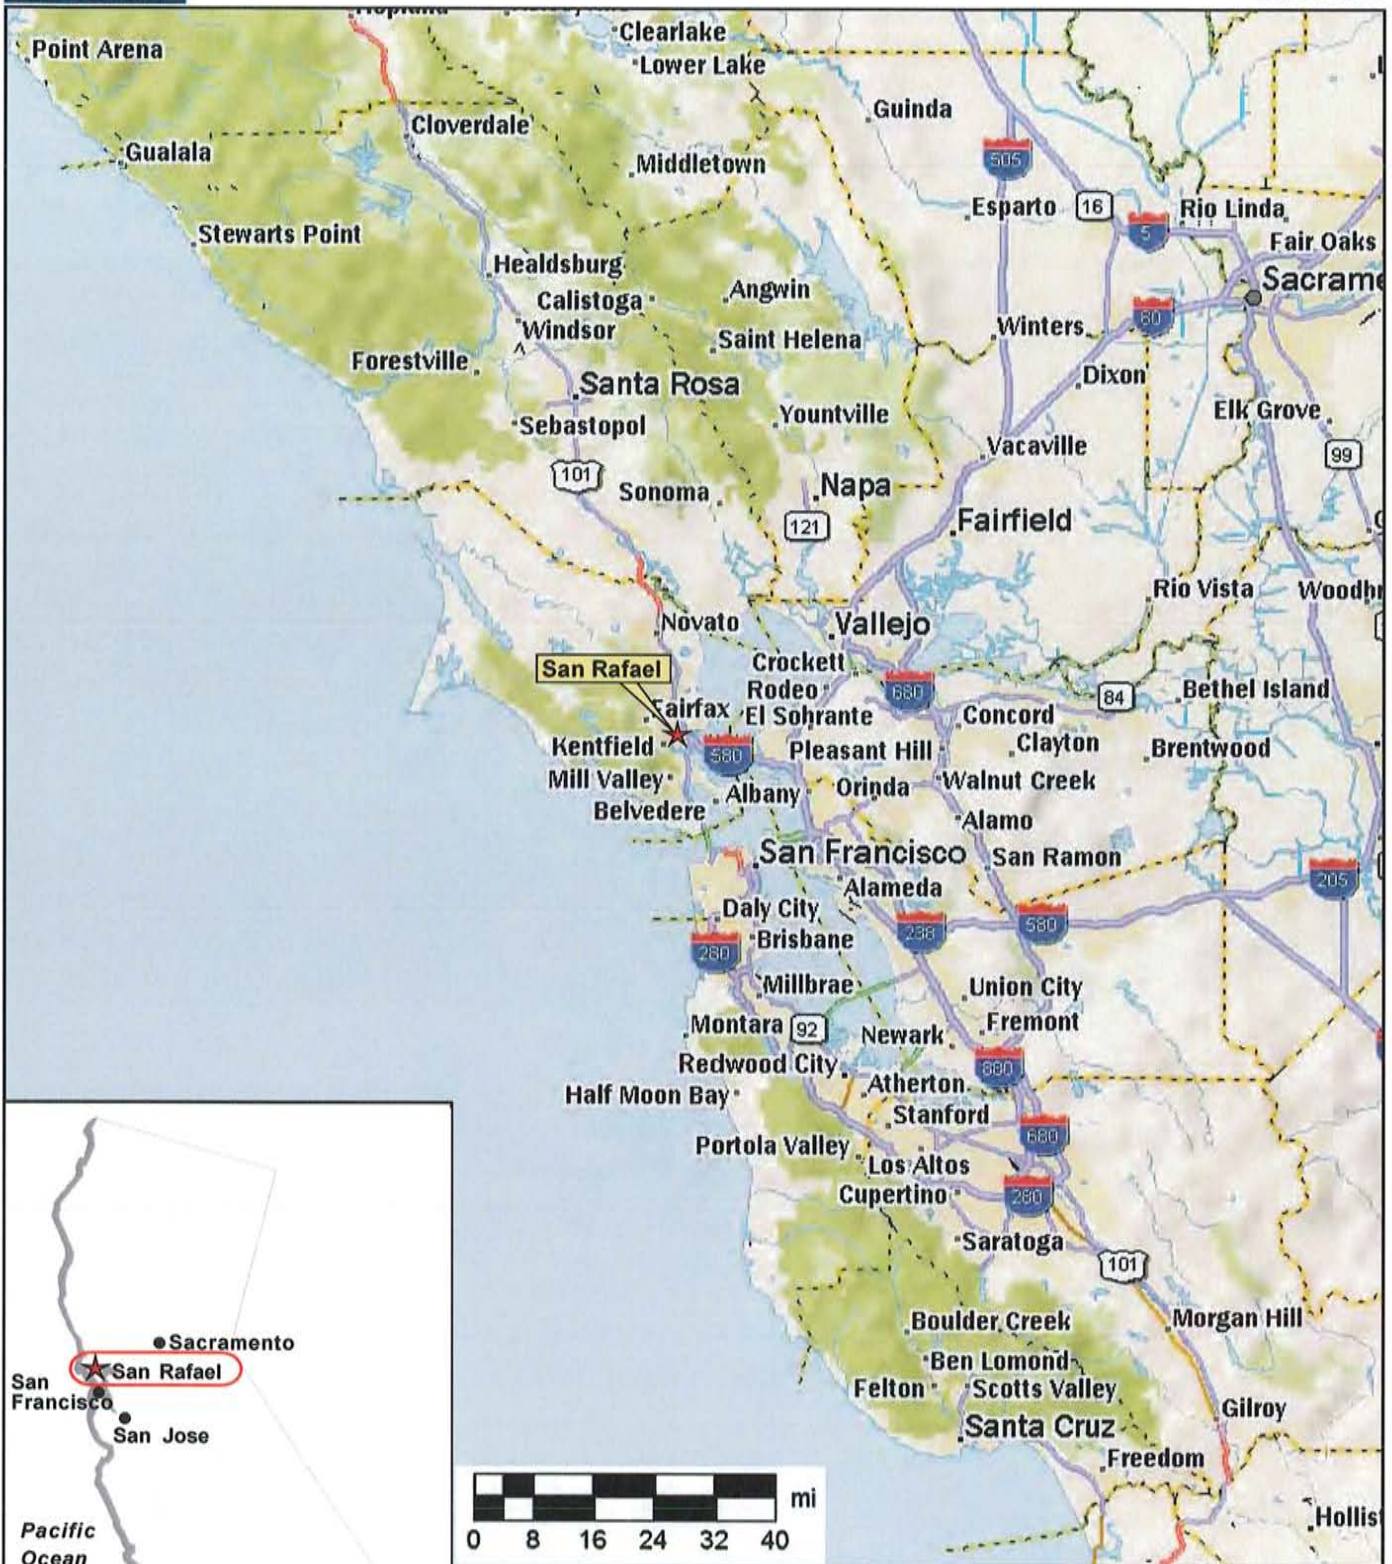 Point Arena
Clearlake
Lower Lake
Guinda
Cloverdale
Gualala
Middletown
505
Esparto
16
Rio Linda
5
Stewarts Point
Fair Oaks
Healdsburg
Calistoga
Angwin
Sacrame
80
Windsor
Winters
Saint Helena
Forestville
Dixon
Santa Rosa
Yountville
Elk Grove
Sebastopol
Vacaville
99
101
Sonoma
Napa
121
Fairfield
Rio Vista
Woodbr
Novato
Vallejo
San Rafael
Crockett
Rodeo
680
84
Bethel Island
Fairfax
El Sobrante
Concord
Kentfield
580
Pleasant Hill
Clayton
Brentwood
Mill Valley
Albany
Orinda
Walnut Creek
Belvedere
Alamo
San Francisco
San Ramon
205
Alameda
Daly City
238
580
Brisbane
280
Millbrae
Union City
Montara
92
Newark
Fremont
Redwood City
880
Atherton
Half Moon Bay
Stanford
680
Portola Valley
Los Altos
Cupertino
280
Saratoga
101
Boulder Creek
Morgan Hill
Ben Lomond
Felton
Scotts Valley
Gilroy
Santa Cruz
Freedom
Hollist
Sacramento
San Rafael
San
Francisco
San Jose
Pacific
Ocean
mi
0 8 16 24 32 40